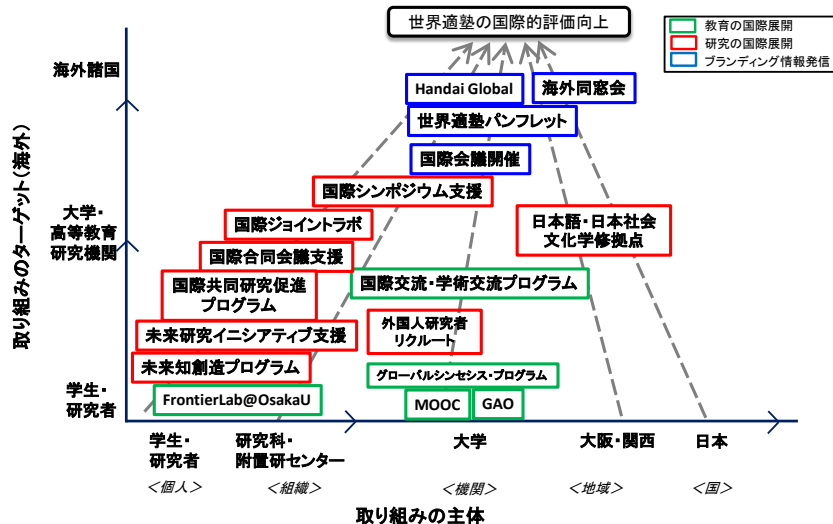 世界適塾の国際的評価向上
教育の国際展開
研究の国際展開
ブランディング情報発信
取り組みのターゲット(海外)
海外諸国
大学・
高等教育
研究機関
学生・
研究者
Handai Global
海外同窓会
世界適塾パンフレット
国際会議開催
国際シンポジウム支援
国際ジョイントラボ
日本語・日本社会
文化学修拠点
国際合同会議支援
国際共同研究促進
プログラム
国際交流・学術交流プログラム
未来研究イニシアティブ支援
外国人研究者
リクルート
未来知創造プログラム
グローバルシンセシス・プログラム
FrontierLab@OsakaU
MOOC
GAO
学生・
研究者
研究科・
附置研センター
大学
大阪・関西
日本
<個人>
<組織>
<機関>
<地域>
<国>
取り組みの主体